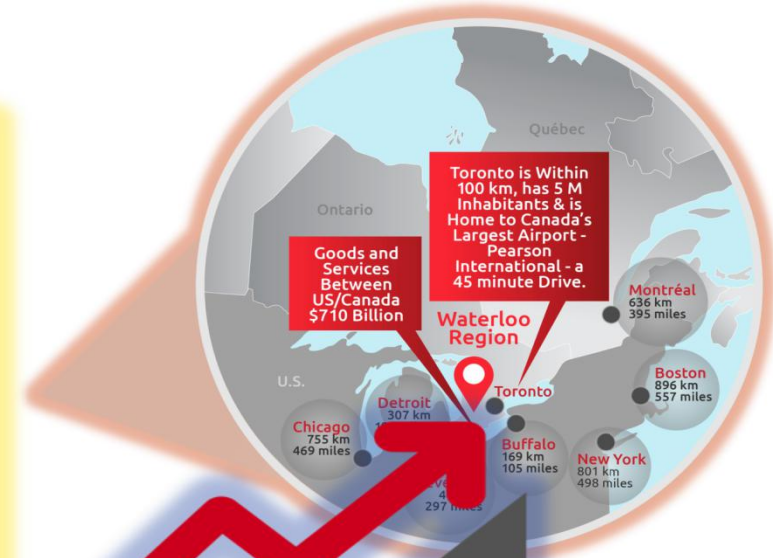 Québec
Toronto is Within
100 km, has 5 M
Inhabitants & is
Home to Canada's
Largest Airport -
Pearson
International - a
45 minute Drive.
Ontario
Goods and
Services
Between
US/Canada
$710 Billion
Montréal
636 km
395 miles
Waterloo
Region
U.S.
Boston
896 km
557 miles
Toronto
Detroit
307 km
Chicago
755 km
469 miles
Buffalo
169 km
105 miles
New York
801 km
498 miles
297 miles